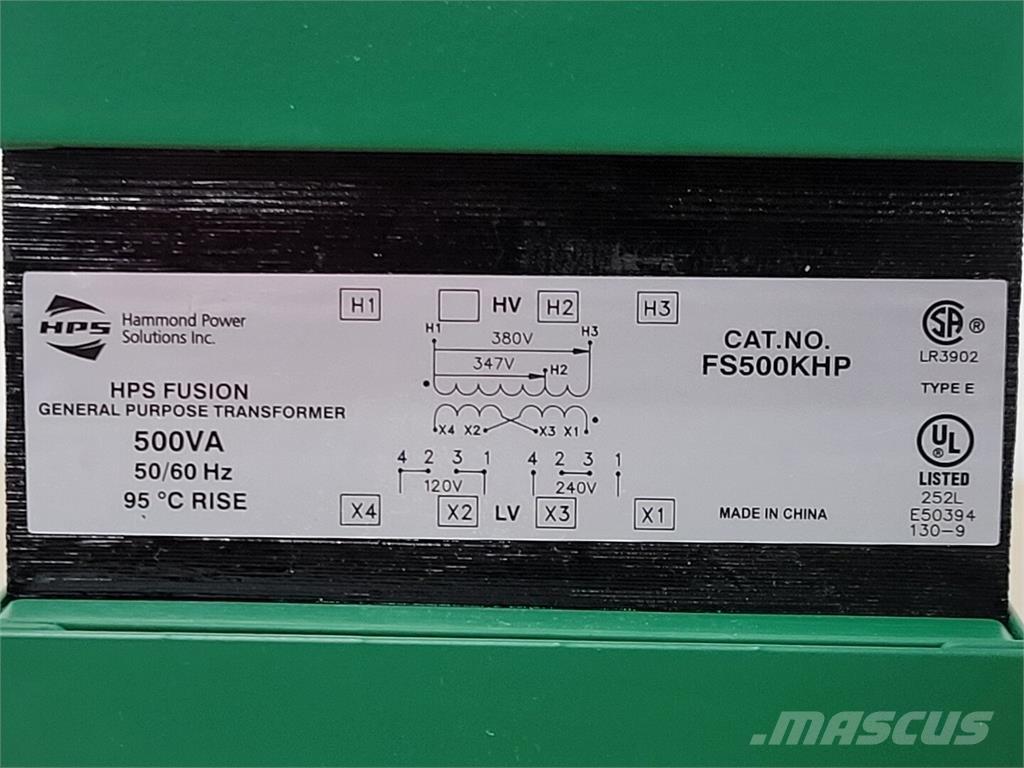 HPS
Hammond Power
Solutions Inc.
HPS FUSION
GENERAL PURPOSE TRANSFORMER
500VA
50/60 Hz
95 °C RISE
H1 HV H2 H3
H1 380V H3
347V H2
X4 X2 X3 X1
4 2 3 1 4 2 3 1
120V 240V
X4 X2 LV X3 X1
CAT.NO.
FS500KHP
MADE IN CHINA
SA ®
LR3902
TYPE E
UL ®
LISTED
252L
E50394
130-9
.MASCUS